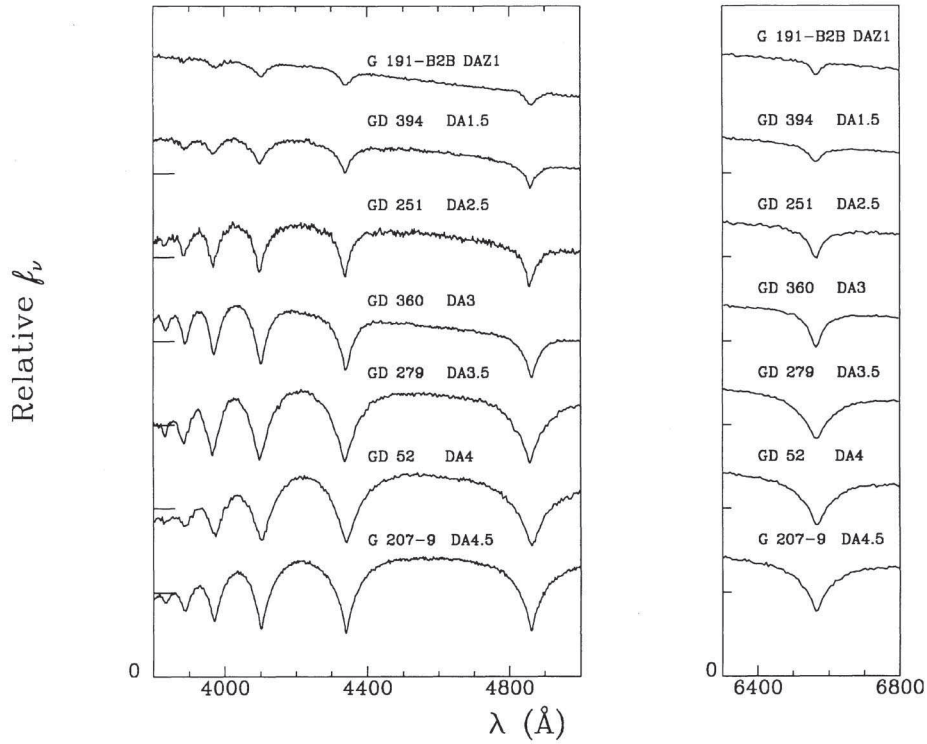 Relative fν
G 191-B2B DAZ1
GD 394 DA1.5
GD 251 DA2.5
GD 360 DA3
GD 279 DA3.5
GD 52 DA4
G 207-9 DA4.5
0
4000 4400 4800
G 191-B2B DAZ1
GD 394 DA1.5
GD 251 DA2.5
GD 360 DA3
GD 279 DA3.5
GD 52 DA4
G 207-9 DA4.5
0
6400 6800
λ (Å)